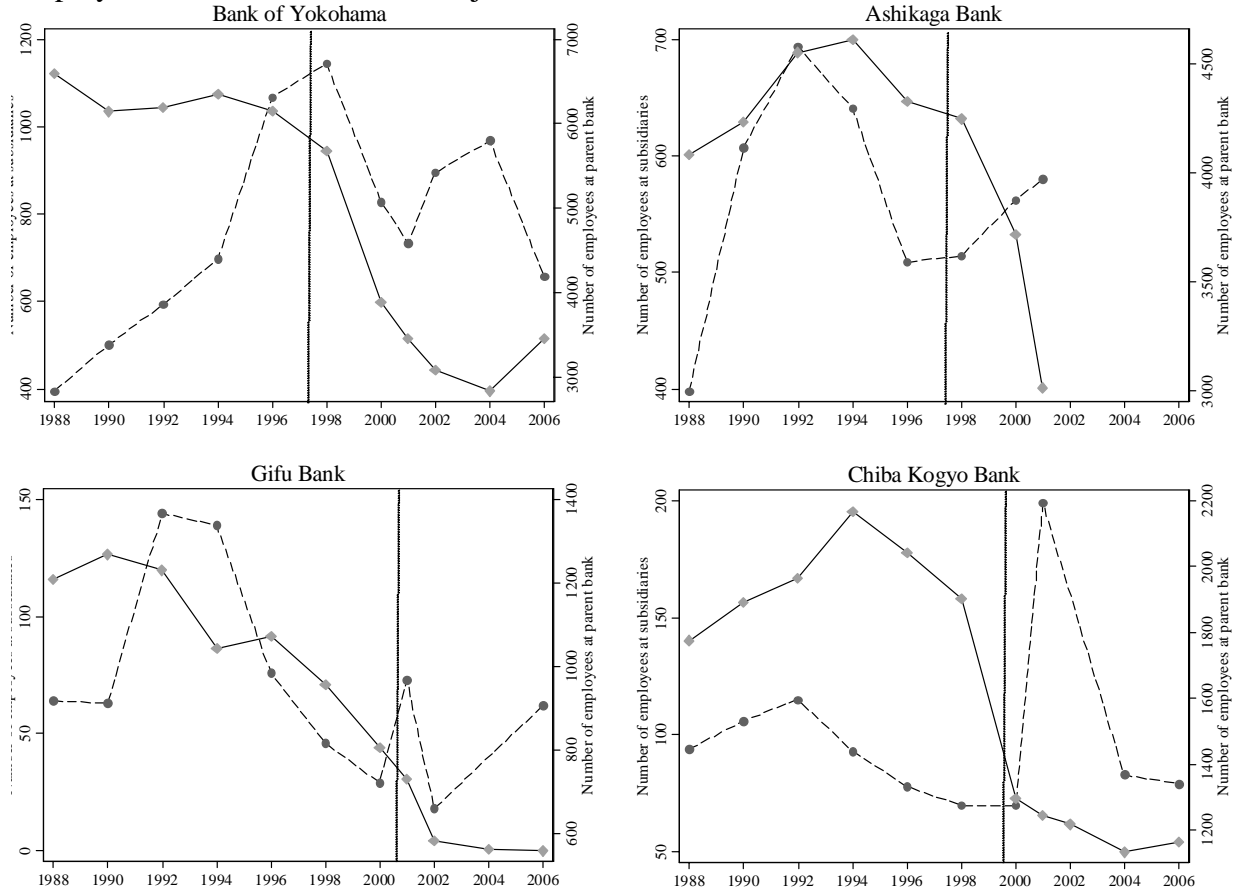 Bank of Yokohama
Ashikaga Bank
1200
1000
800
600
400
employees at subsidiaries
7000
6000
5000
4000
3000
Number of employees at parent bank
1988 1990 1992 1994 1996 1998 2000 2002 2004 2006
700
600
500
400
Number of employees at subsidiaries
4500
4000
3500
3000
Number of employees at parent bank
1988 1990 1992 1994 1996 1998 2000 2002 2004 2006
Gifu Bank
Chiba Kogyo Bank
150
100
50
0
1400
1200
1000
800
600
Number of employees at parent bank
1988 1990 1992 1994 1996 1998 2000 2002 2004 2006
200
150
100
50
Number of employees at subsidiaries
2200
2000
1800
1600
1400
1200
Number of employees at parent bank
1988 1990 1992 1994 1996 1998 2000 2002 2004 2006